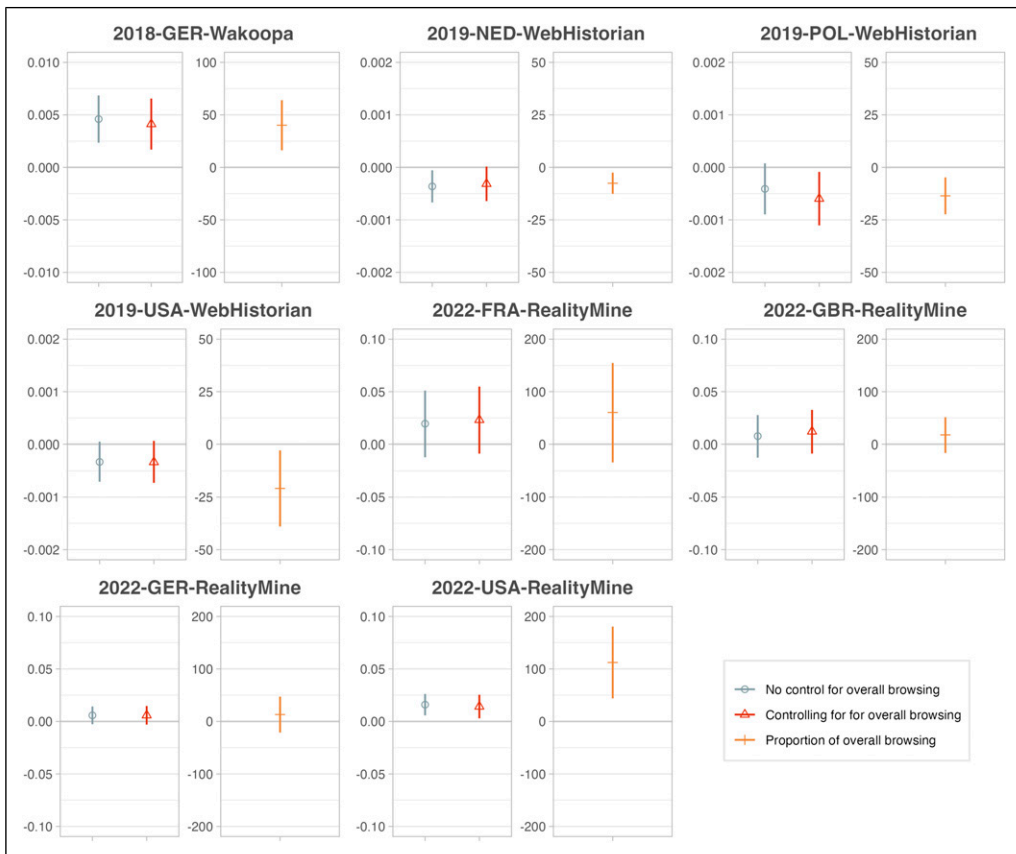 2018-GER-Wakoopa 2019-NED-WebHistorian 2019-POL-WebHistorian
0.010 100 0.002 50 0.002 50
0.005 50 0.001 25 0.001 25
0.000 0 0.000 0 0.000 0
-0.005 -50 -0.001 -25 -0.001 -25
-0.010 -100 -0.002 -50 -0.002 -50
2019-USA-WebHistorian 2022-FRA-RealityMine 2022-GBR-RealityMine
0.002 50 0.10 200 0.10 200
0.001 25 0.05 100 0.05 100
0.000 0 0.00 0 0.00 0
-0.001 -25 -0.05 -100 -0.05 -100
-0.002 -50 -0.10 -200 -0.10 -200
2022-GER-RealityMine 2022-USA-RealityMine
0.10 200 0.10 200
0.05 100 0.05 100
0.00 0 0.00 0
-0.05 -100 -0.05 -100
-0.10 -200 -0.10 -200
No control for overall browsing
Controlling for for overall browsing
Proportion of overall browsing